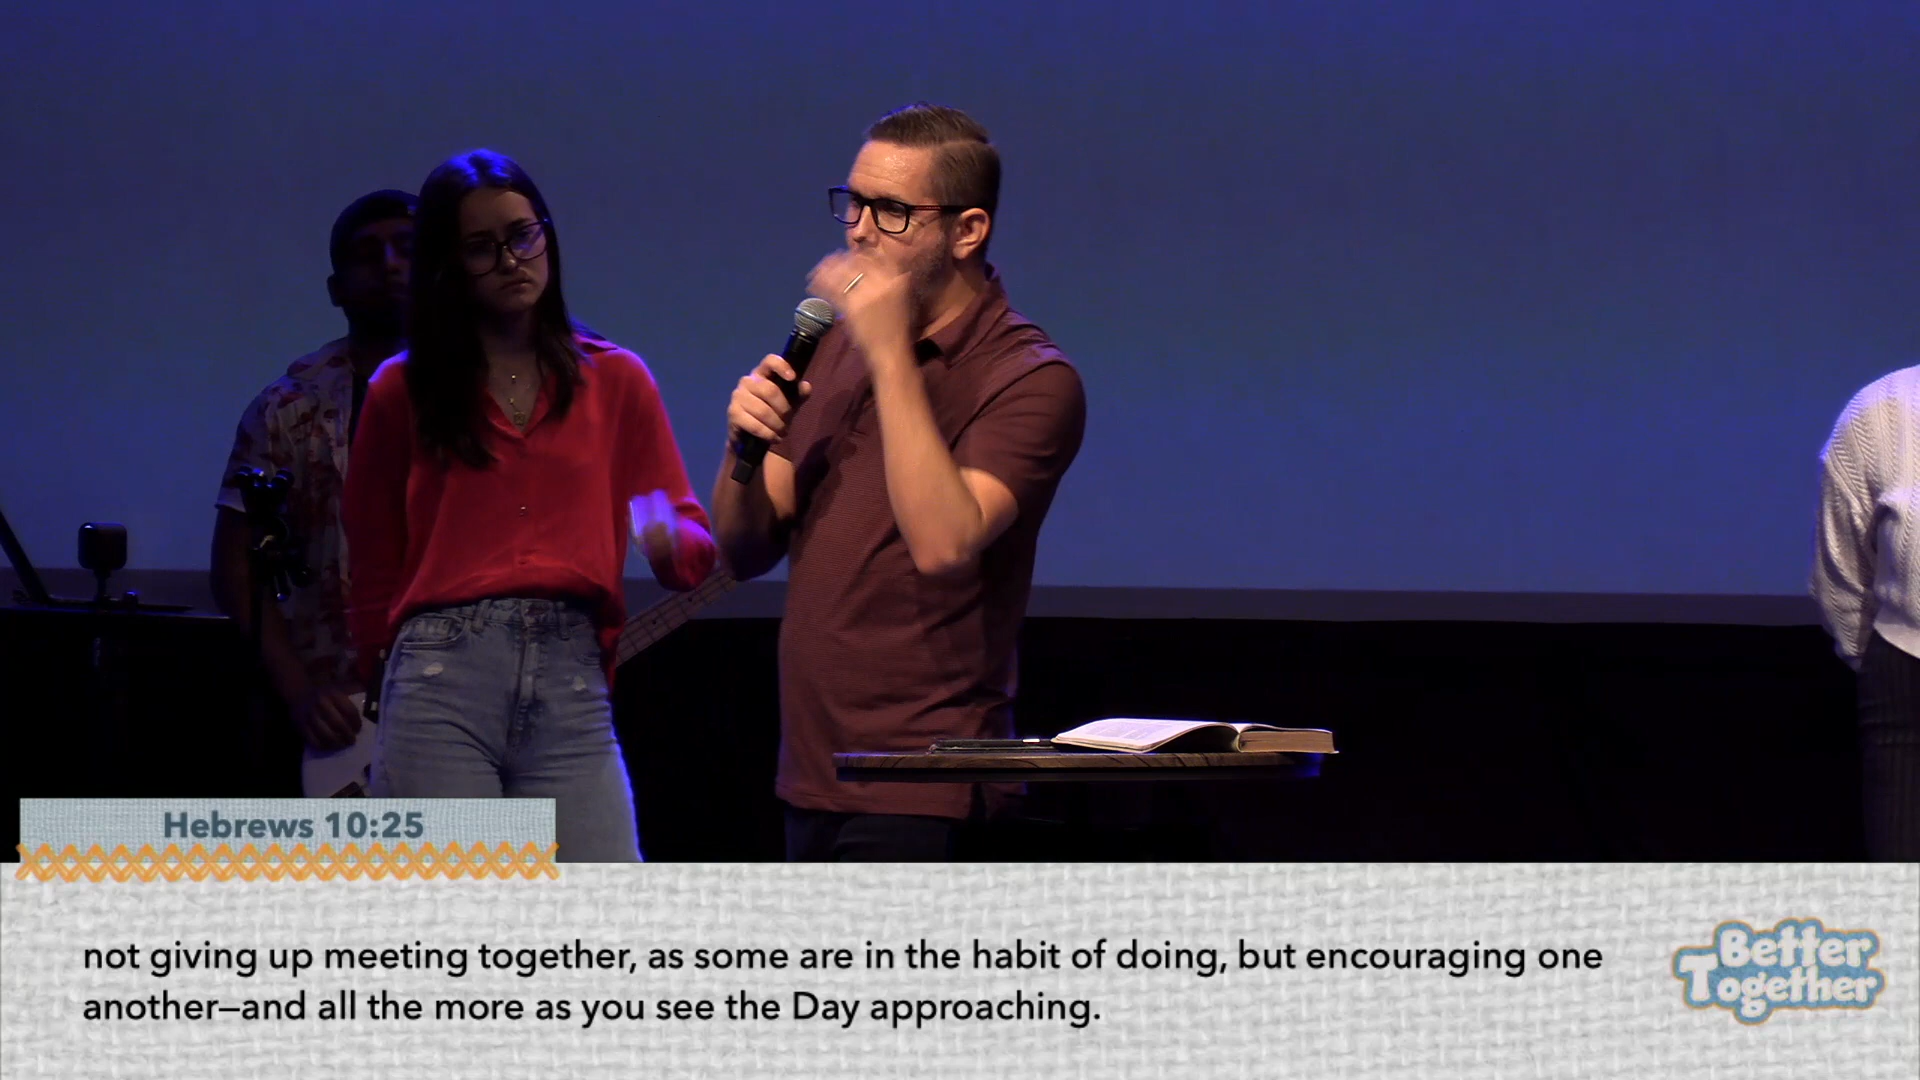 Hebrews 10:25
not giving up meeting together, as some are in the habit of doing, but encouraging one
another—and all the more as you see the Day approaching.
Better
Together